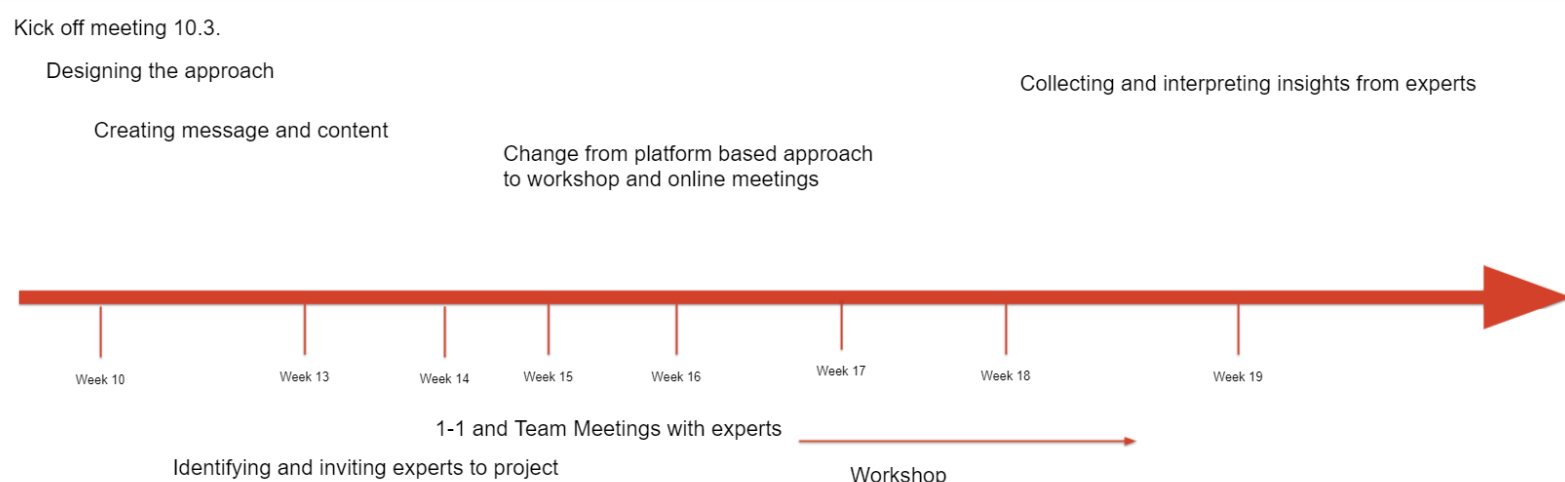 Kick off meeting 10.3.
Designing the approach
Collecting and interpreting insights from experts
Creating message and content
Change from platform based approach
to workshop and online meetings
Week 10
Week 13
Week 14
Week 15
Week 16
Week 17
Week 18
Week 19
1-1 and Team Meetings with experts
Identifying and inviting experts to project
Workshop